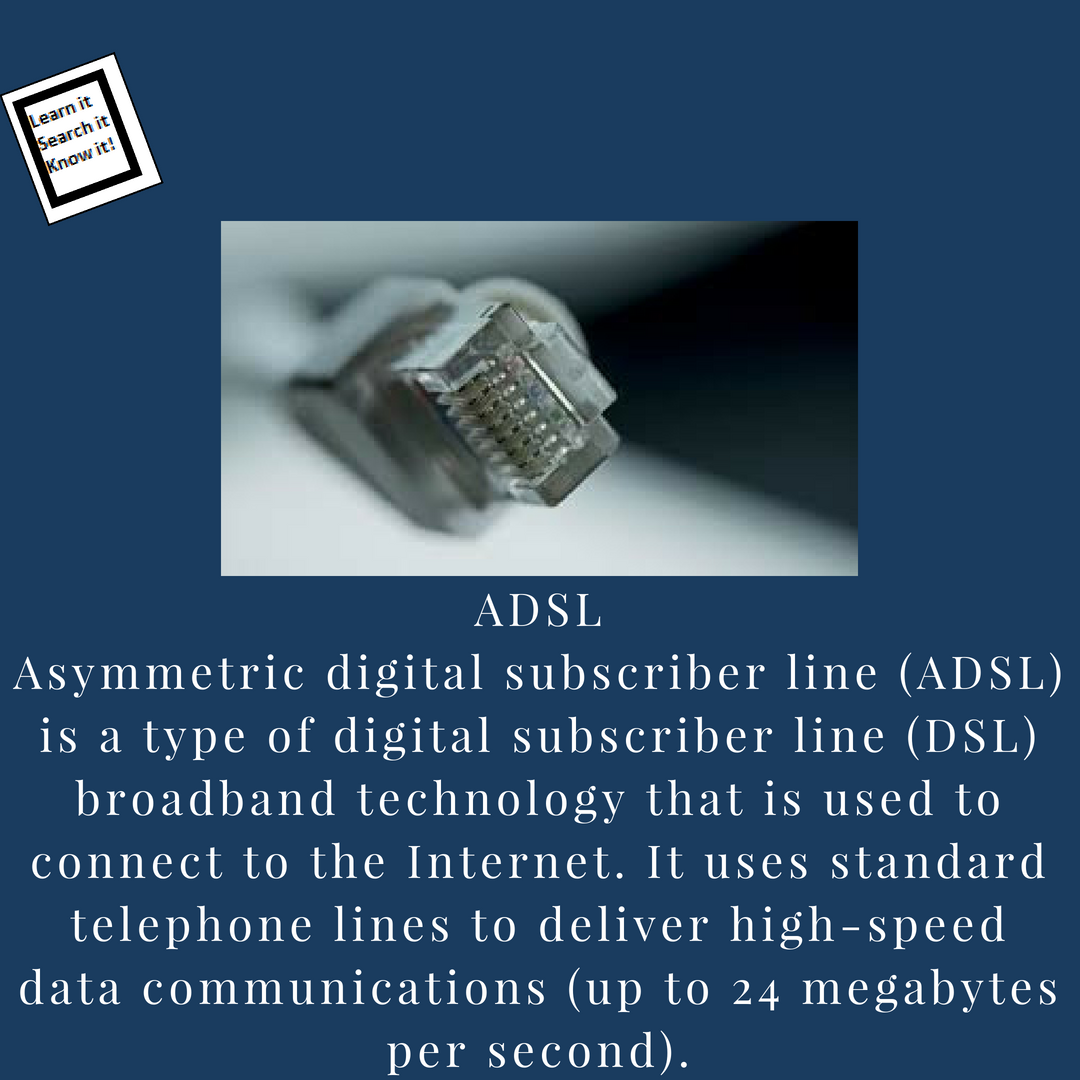 Learn it
Search it
Know it!
ADSL
Asymmetric digital subscriber line (ADSL)
is a type of digital subscriber line (DSL)
broadband technology that is used to
connect to the Internet. It uses standard
telephone lines to deliver high-speed
data communications (up to 24 megabytes
per second).